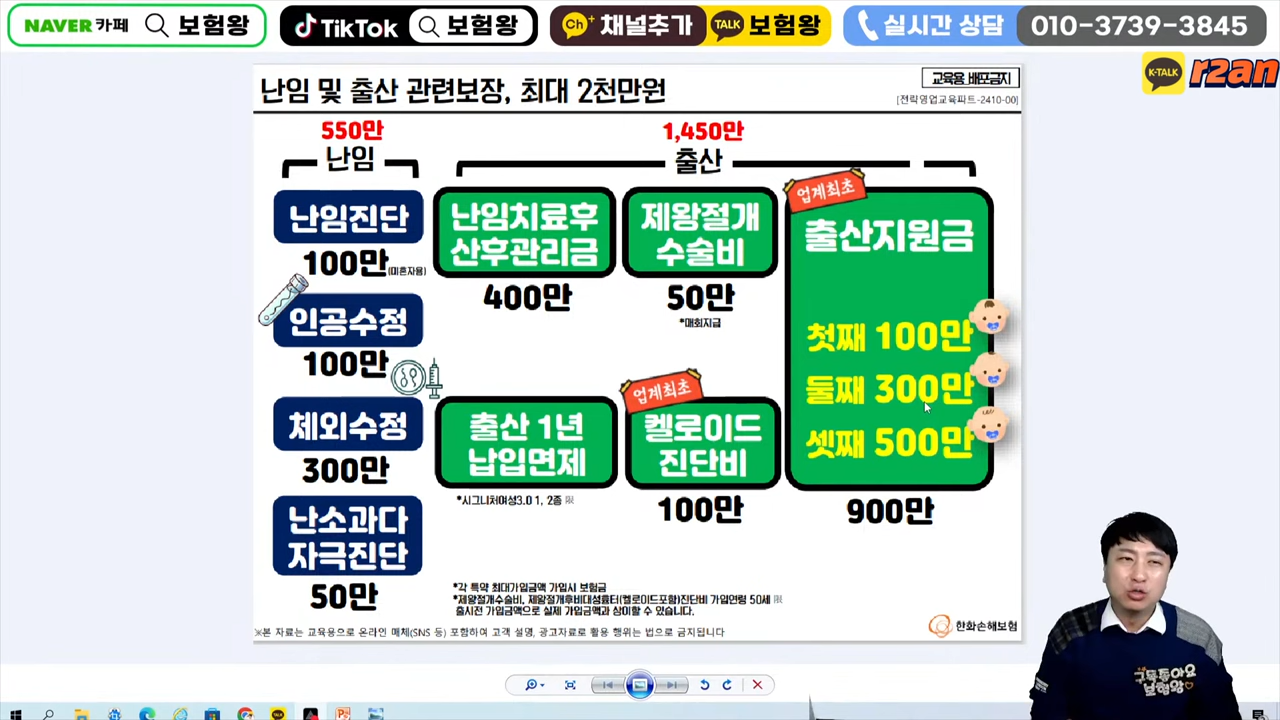 NAVER 카페 보험왕
TikTok 보험왕
Ch+ 채널추가 TALK 보험왕
실시간 상담 010-3739-3845
K-TALK r2an
난임 및 출산 관련보장, 최대 2천만원
교육용_배포금지
[전략영업교육파트-2410-00]
550만
난임
1,450만
출산
난임진단
100만(미혼자용)
인공수정
100만
체외수정
300만
난소과다
자극진단
50만
난임치료후
산후관리금
400만
제왕절개
수술비
50만
*매회지급
출산 1년
납입면제
*시그니처여성3.0 1, 2종 限
업계최초
켈로이드
진단비
100만
업계최초
출산지원금
첫째 100만
둘째 300만
셋째 500만
900만
*각 특약 최대가입금액 가입시 보험금
*제왕절개수술비, 제왕절개후비대성흉터(켈로이드포함)진단비 가입연령 50세 限
출시전 가입금액으로 실제 가입금액과 상이할 수 있습니다.
※본 자료는 교육용으로 온라인 매체(SNS 등) 포함하여 고객 설명, 광고자료로 활용 행위는 법으로 금지됩니다
한화손해보험
구독좋아요
보험왕